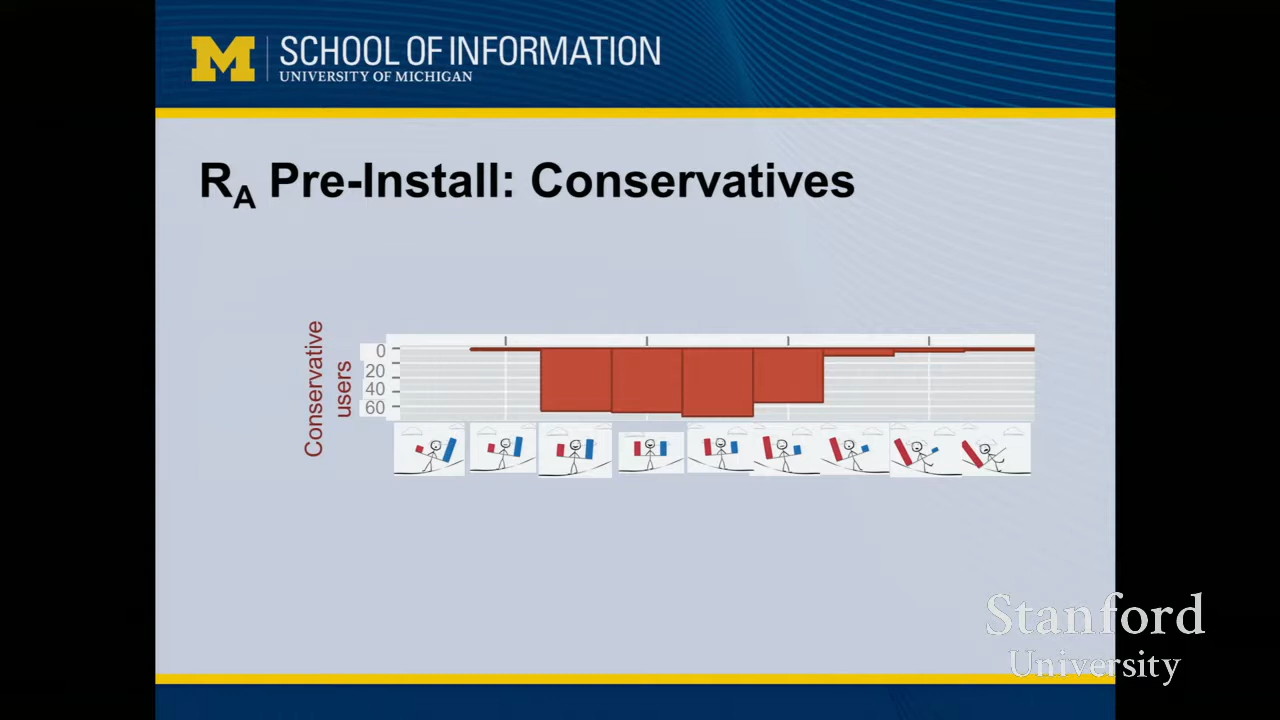 M SCHOOL OF INFORMATION
UNIVERSITY OF MICHIGAN
RA Pre-Install: Conservatives
Conservative
users
0
20
40
60
Stanford
University